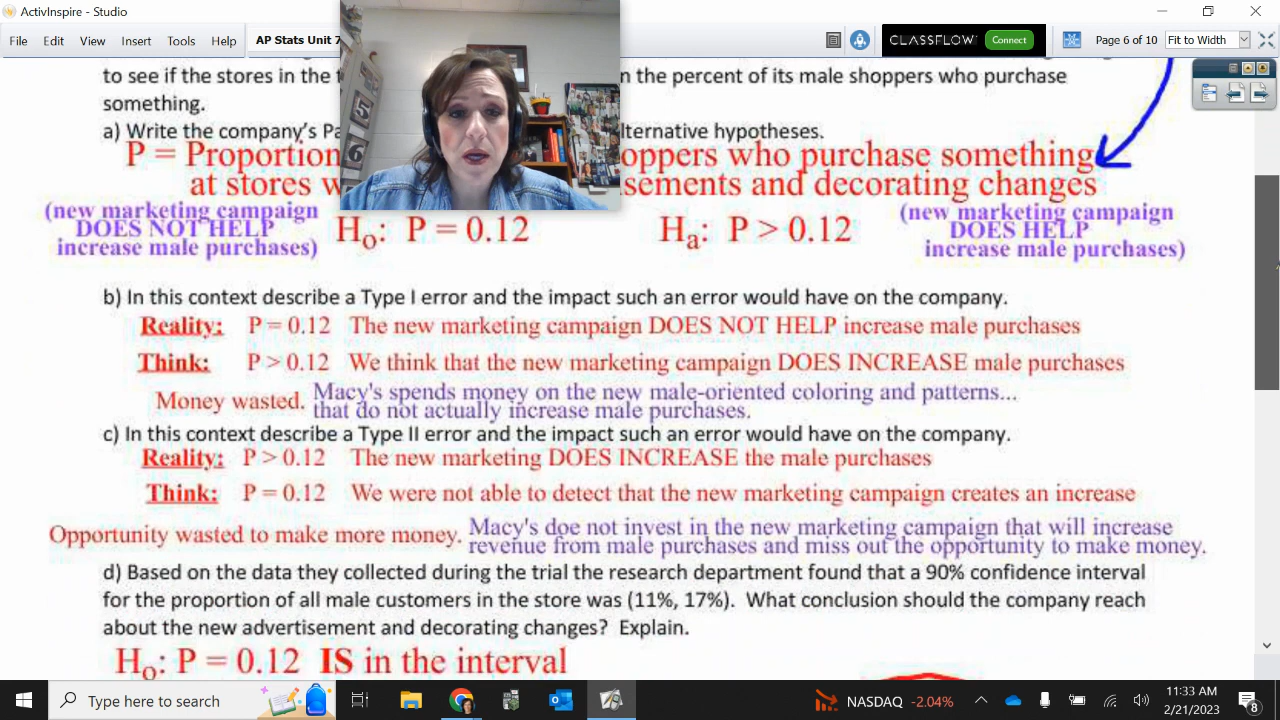 ActivInspire - Studio
File Edit View Insert Tools Help AP Stats Unit 7
CLASSFLOW Connect Page 6 of 10 Fit to Width
to see if the stores in the n the percent of its male shoppers who purchase
something.
a) Write the company's Pa lternative hypotheses.
P = Proportion oppers who purchase something
at stores w sements and decorating changes
(new marketing campaign
DOES NOT HELP
increase male purchases)
Ho: P = 0.12 Ha: P > 0.12
(new marketing campaign
DOES HELP
increase male purchases)
b) In this context describe a Type I error and the impact such an error would have on the company.
Reality: P = 0.12 The new marketing campaign DOES NOT HELP increase male purchases
Think: P > 0.12 We think that the new marketing campaign DOES INCREASE male purchases
Money wasted. Macy's spends money on the new male-oriented coloring and patterns...
that do not actually increase male purchases.
c) In this context describe a Type II error and the impact such an error would have on the company.
Reality: P > 0.12 The new marketing DOES INCREASE the male purchases
Think: P = 0.12 We were not able to detect that the new marketing campaign creates an increase
Opportunity wasted to make more money. Macy's doe not invest in the new marketing campaign that will increase
revenue from male purchases and miss out the opportunity to make money.
d) Based on the data they collected during the trial the research department found that a 90% confidence interval
for the proportion of all male customers in the store was (11%, 17%). What conclusion should the company reach
about the new advertisement and decorating changes? Explain.
Ho: P = 0.12 IS in the interval
Type here to search
NASDAQ -2.04%
11:33 AM
2/21/2023
8